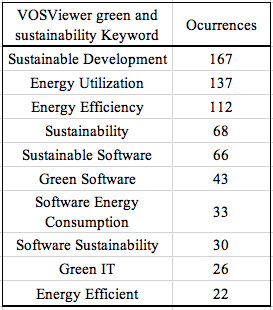 VOSViewer green and
sustainability Keyword
Ocurrences
Sustainable Development 167
Energy Utilization 137
Energy Efficiency 112
Sustainability 68
Sustainable Software 66
Green Software 43
Software Energy
Consumption
33
Software Sustainability 30
Green IT 26
Energy Efficient 22